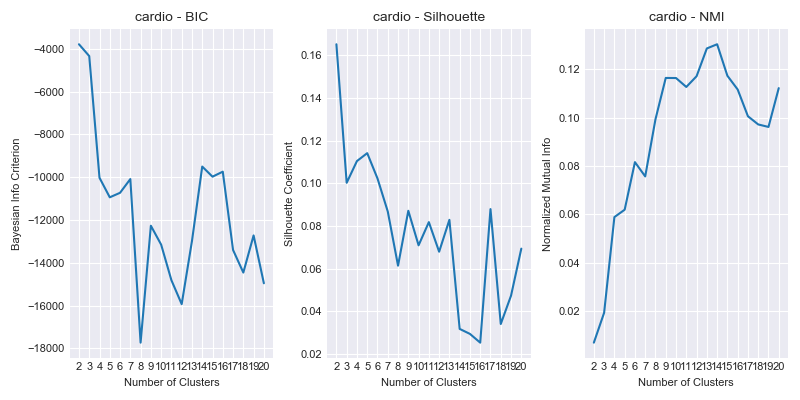 cardio - BIC
Bayesian Info Criterion
−4000
−6000
−8000
−10000
−12000
−14000
−16000
−18000
2 3 4 5 6 7 8 9 10 11 12 13 14 15 16 17 18 19 20
Number of Clusters
cardio - Silhouette
Silhouette Coefficient
0.16
0.14
0.12
0.10
0.08
0.06
0.04
0.02
2 3 4 5 6 7 8 9 10 11 12 13 14 15 16 17 18 19 20
Number of Clusters
cardio - NMI
Normalized Mutual Info
0.12
0.10
0.08
0.06
0.04
0.02
2 3 4 5 6 7 8 9 10 11 12 13 14 15 16 17 18 19 20
Number of Clusters